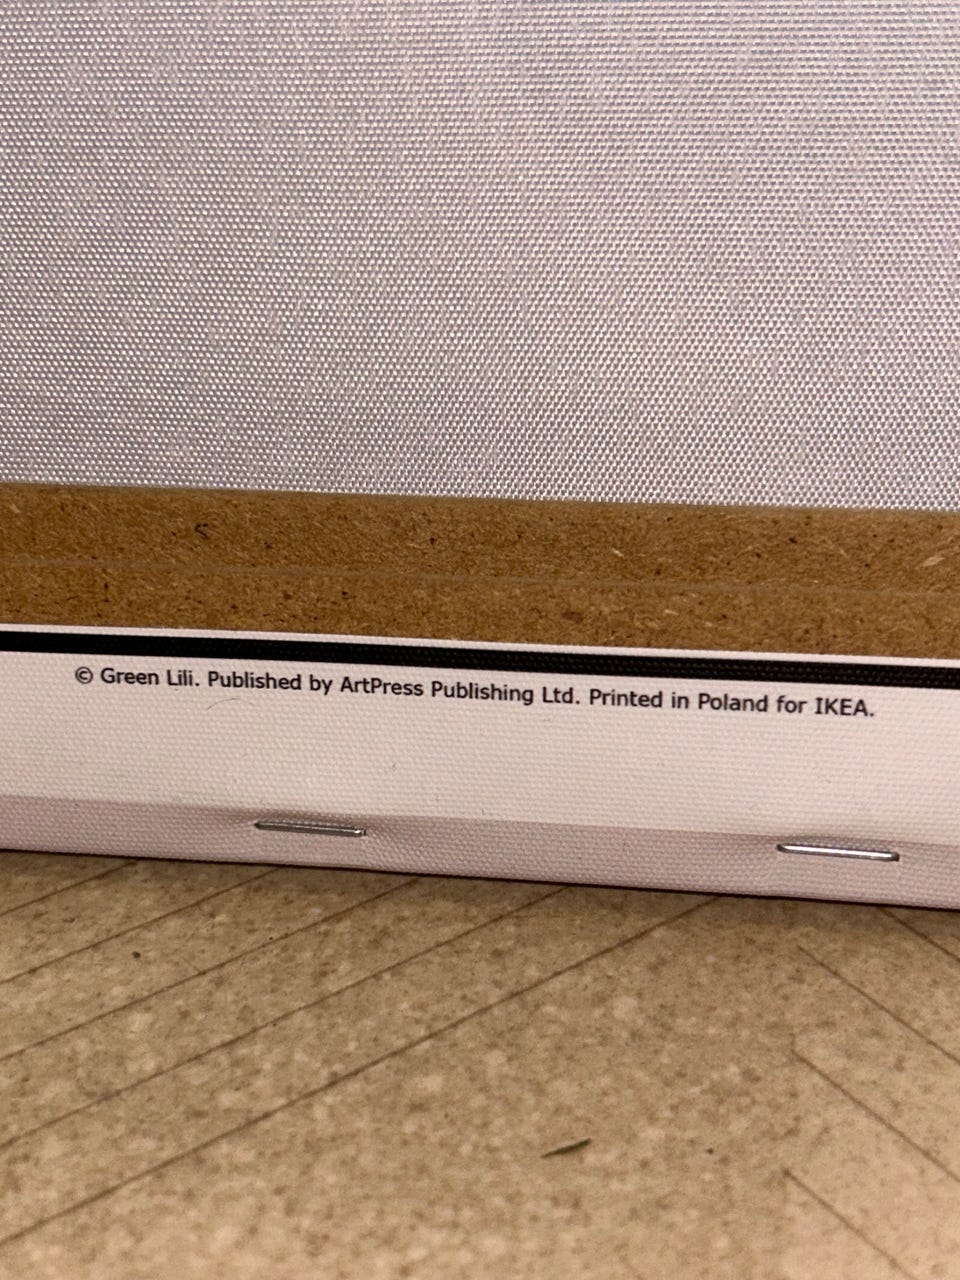 © Green Lili. Published by ArtPress Publishing Ltd. Printed in Poland for IKEA.